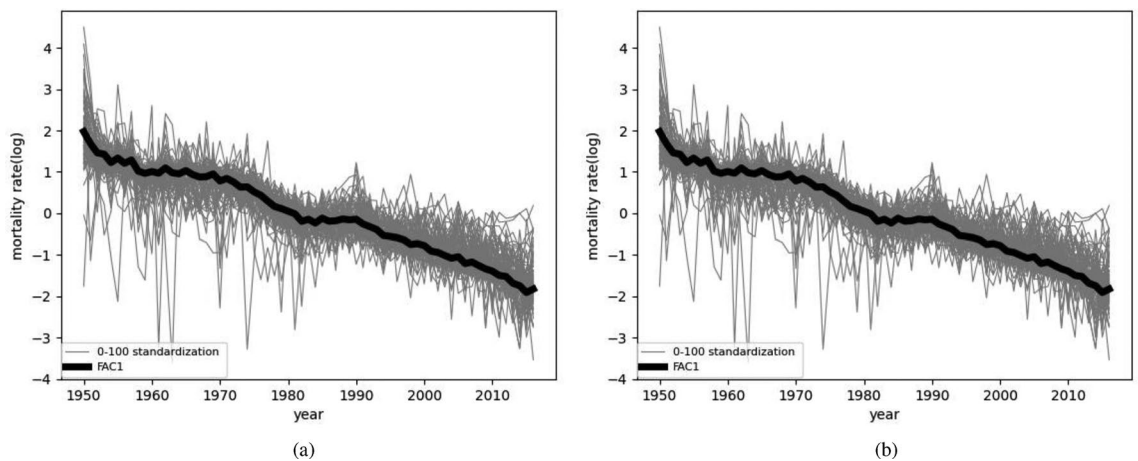 4
3
2
1
0
−1
−2
−3
−4
mortality rate(log)
0-100 standardization
FAC1
1950 1960 1970 1980 1990 2000 2010
year
(a)
4
3
2
1
0
−1
−2
−3
−4
mortality rate(log)
0-100 standardization
FAC1
1950 1960 1970 1980 1990 2000 2010
year
(b)